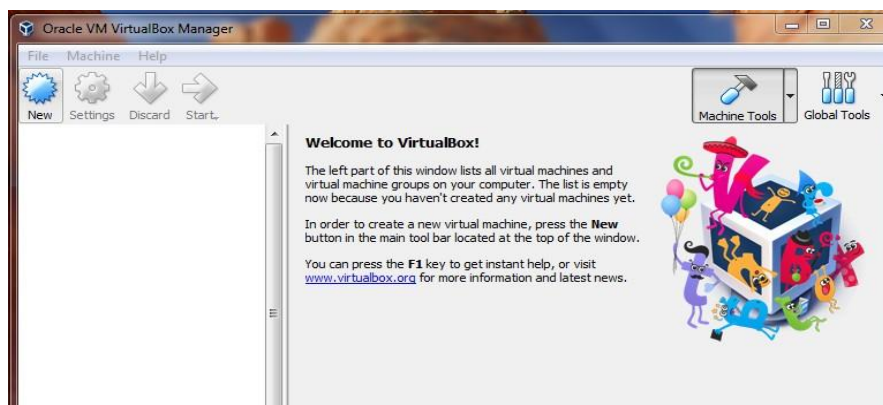 Oracle VM VirtualBox Manager
File Machine Help
New Settings Discard Start
Machine Tools Global Tools
Welcome to VirtualBox!
The left part of this window lists all virtual machines and
virtual machine groups on your computer. The list is empty
now because you haven't created any virtual machines yet.
In order to create a new virtual machine, press the New
button in the main tool bar located at the top of the window.
You can press the F1 key to get instant help, or visit
www.virtualbox.org for more information and latest news.